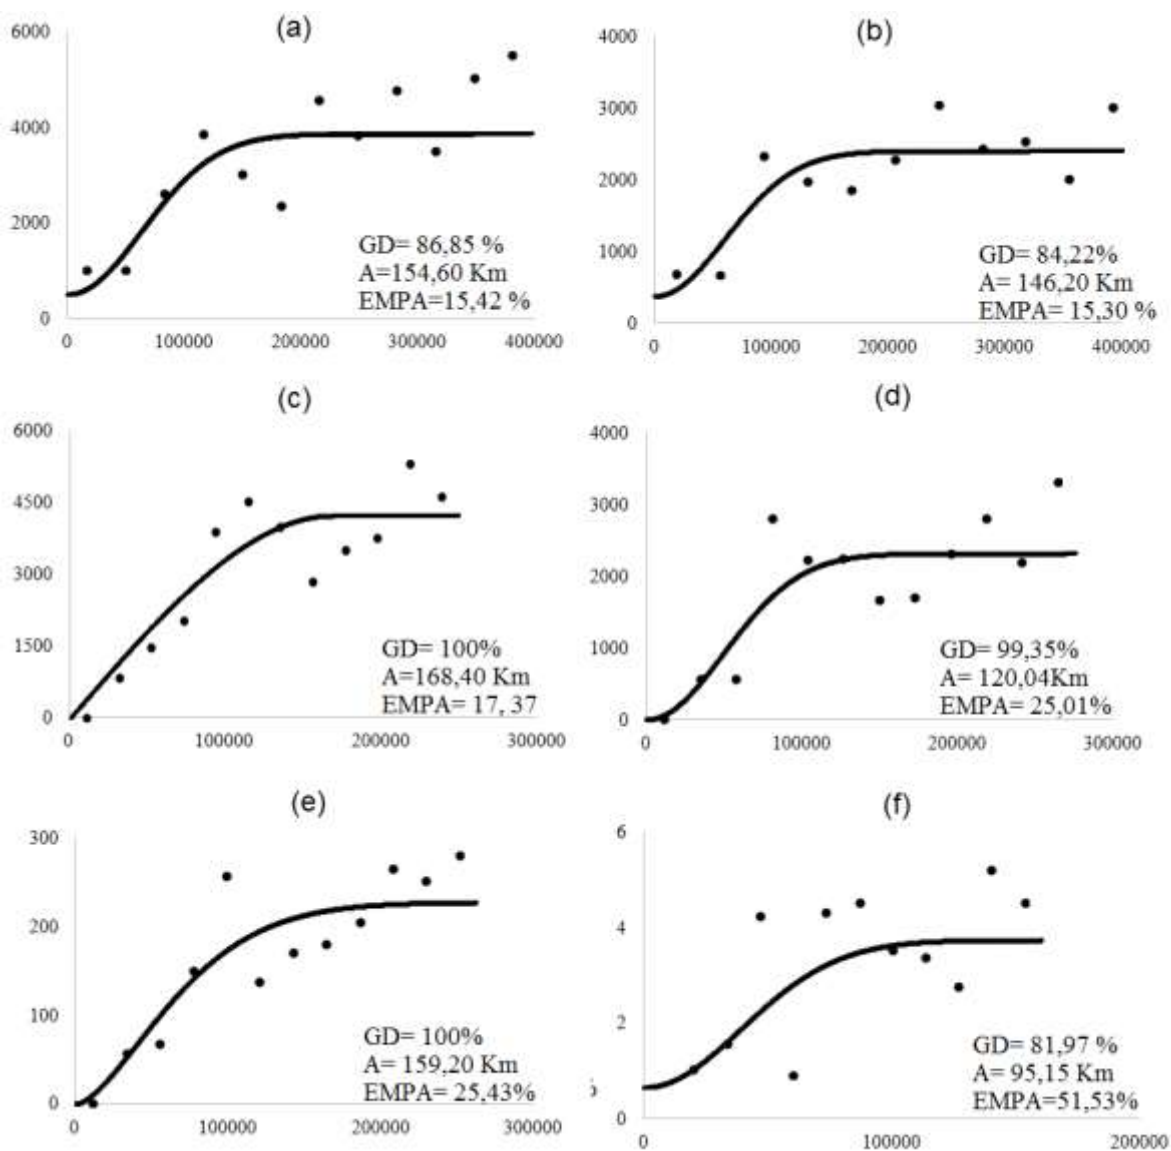 (a)
6000
4000
2000
0
GD= 86,85 %
A=154,60 Km
EMPA=15,42 %
0 100000 200000 300000 400000
(b)
4000
3000
2000
1000
0
GD= 84,22%
A= 146,20 Km
EMPA= 15,30 %
0 100000 200000 300000 400000
(c)
6000
4500
3000
1500
0
GD= 100%
A=168,40 Km
EMPA= 17, 37
0 100000 200000 300000
(d)
4000
3000
2000
1000
0
GD= 99,35%
A= 120,04Km
EMPA= 25,01%
0 100000 200000 300000
(e)
300
200
100
0
GD= 100%
A= 159,20 Km
EMPA= 25,43%
0 100000 200000 300000
(f)
6
4
2
0
GD= 81,97 %
A= 95,15 Km
EMPA=51,53%
0 100000 200000